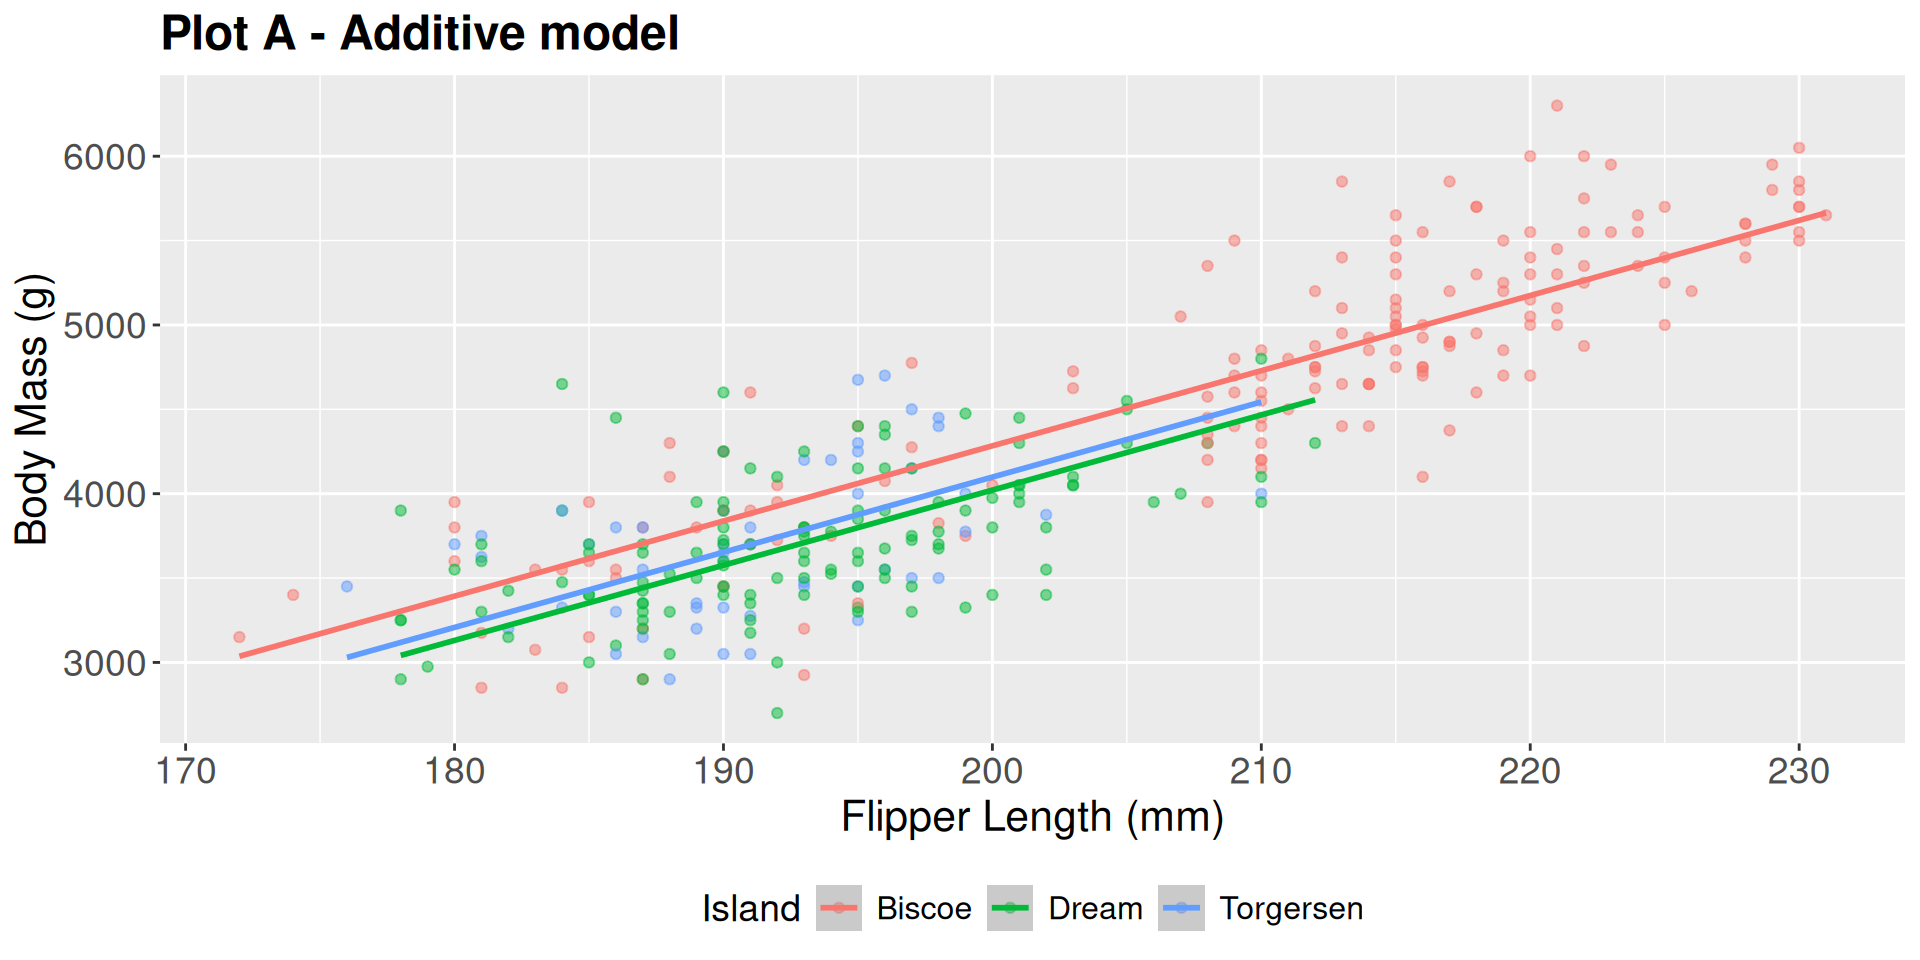 Plot A - Additive model
6000
5000
4000
3000
Body Mass (g)
170 180 190 200 210 220 230
Flipper Length (mm)
Island Biscoe Dream Torgersen